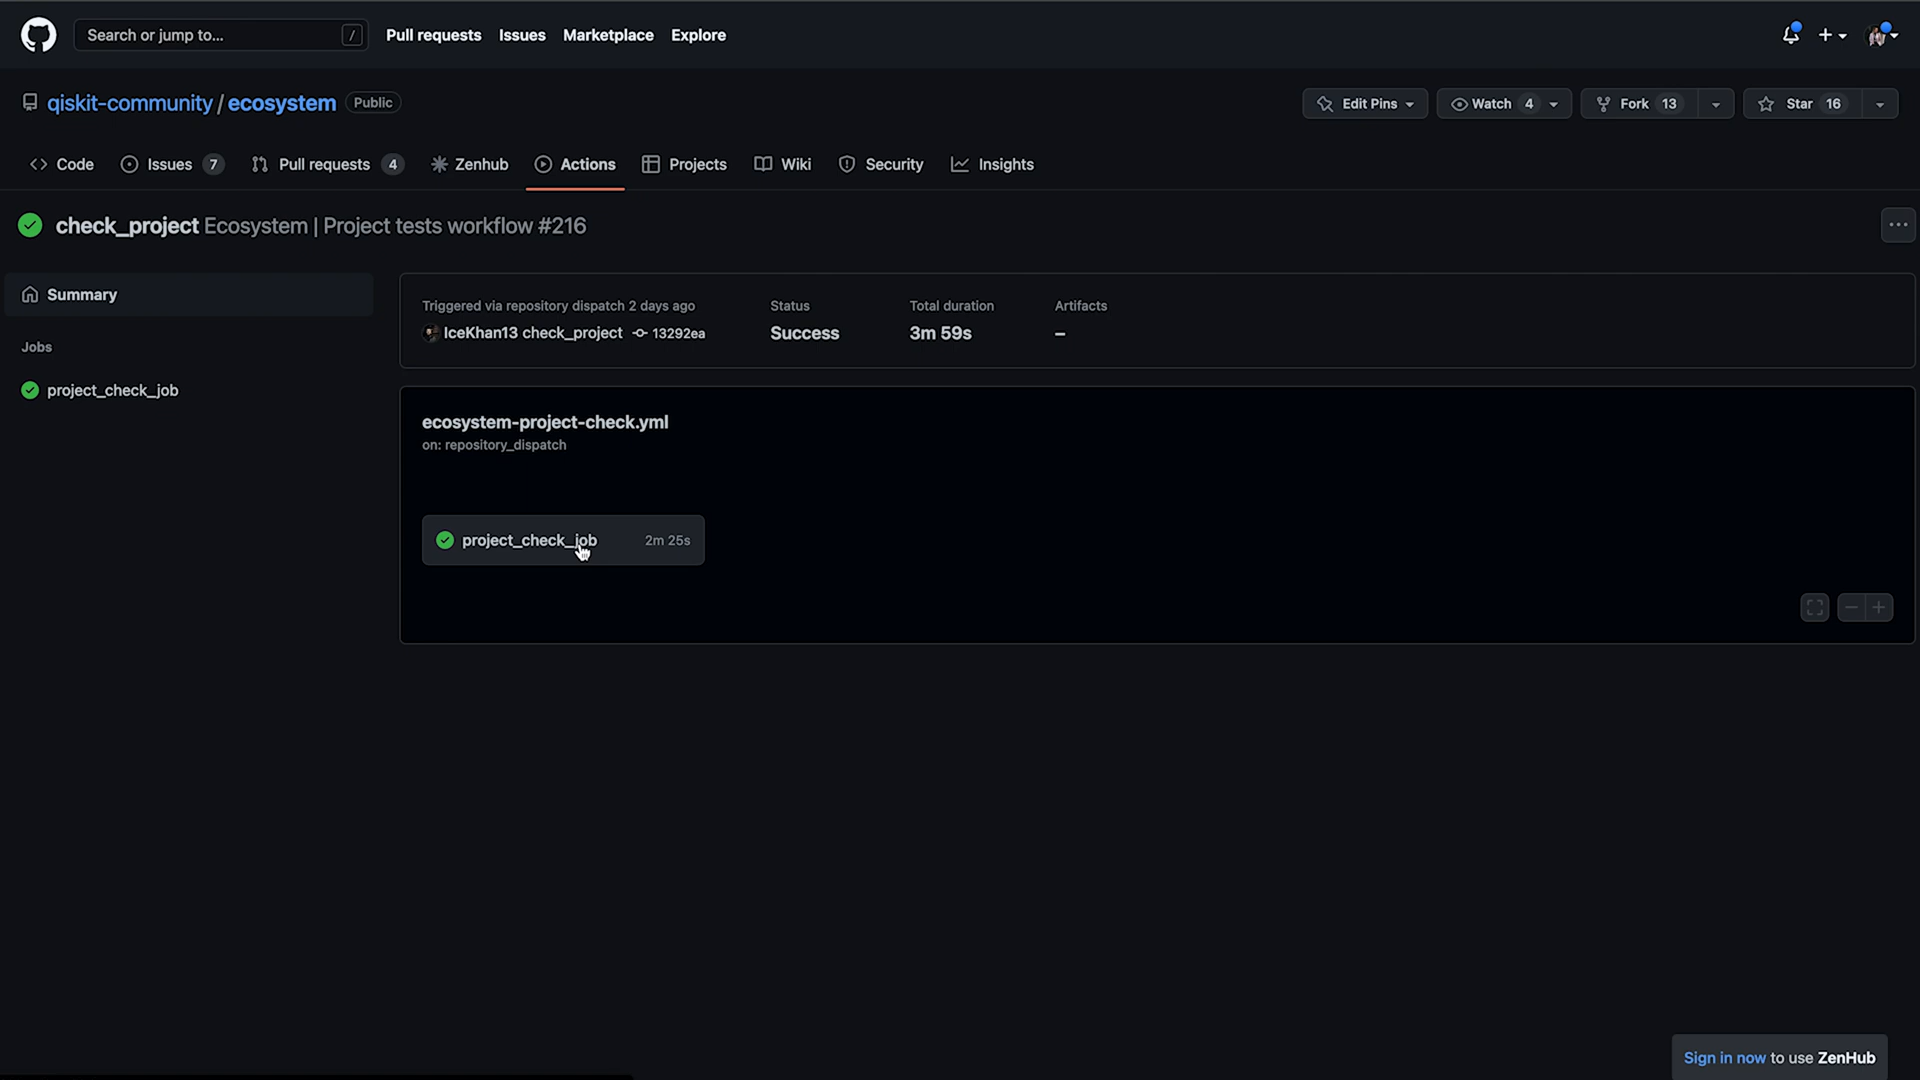 Search or jump to... /
Pull requests Issues Marketplace Explore
qiskit-community / ecosystem Public
Edit Pins Watch 4 Fork 13 Star 16
Code Issues 7 Pull requests 4 Zenhub Actions Projects Wiki Security Insights
check_project Ecosystem | Project tests workflow #216
Summary
Jobs
project_check_job
Triggered via repository dispatch 2 days ago
IceKhan13 check_project 13292ea
Status
Success
Total duration
3m 59s
Artifacts
–
ecosystem-project-check.yml
on: repository_dispatch
project_check_job 2m 25s
Sign in now to use ZenHub